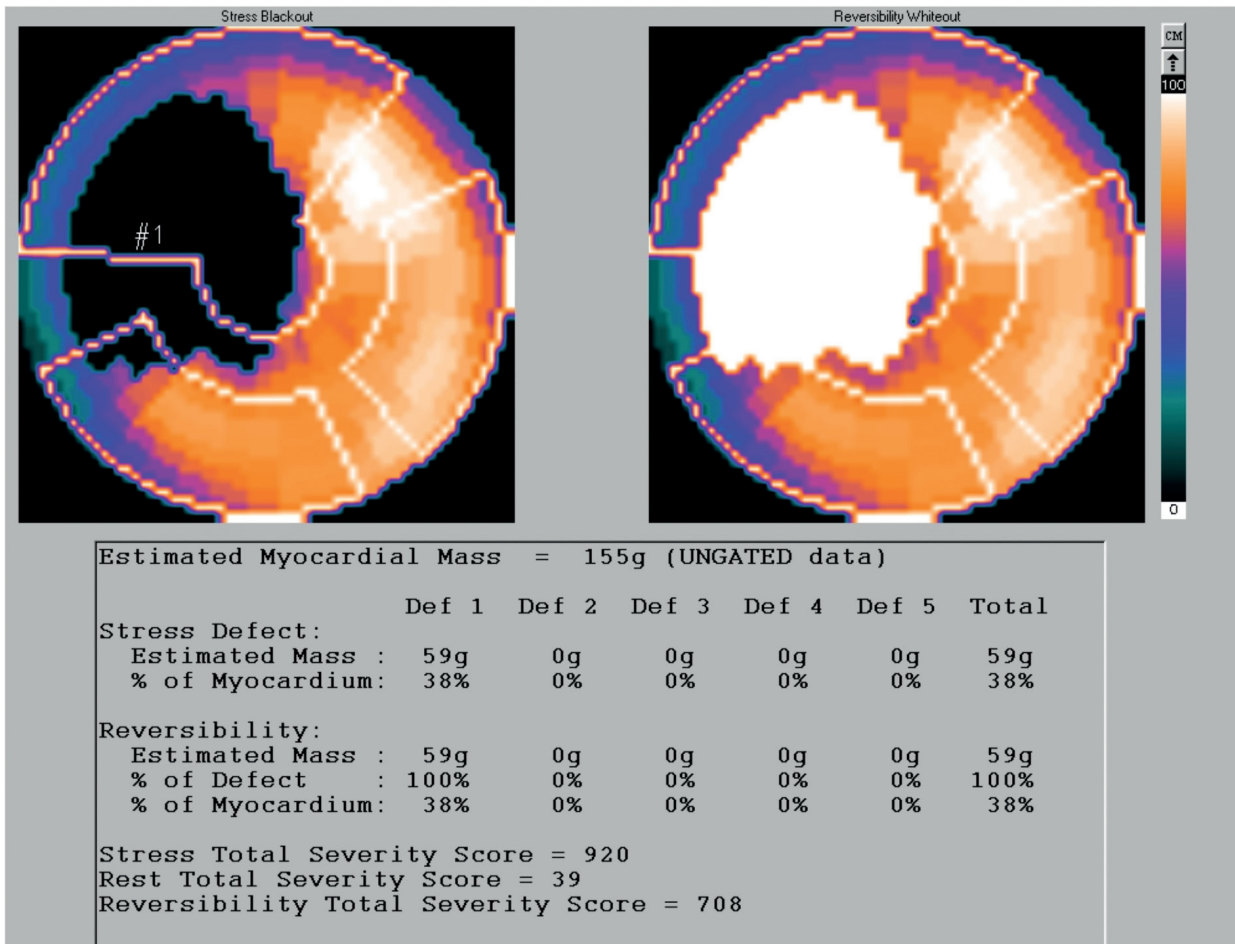 Stress Blackout
Reversibility Whiteout
CM
100
#1
0
Estimated Myocardial Mass = 155g (UNGATED data)
Def 1 Def 2 Def 3 Def 4 Def 5 Total
Stress Defect:
Estimated Mass : 59g 0g 0g 0g 0g 59g
% of Myocardium: 38% 0% 0% 0% 0% 38%
Reversibility:
Estimated Mass : 59g 0g 0g 0g 0g 59g
% of Defect : 100% 0% 0% 0% 0% 100%
% of Myocardium: 38% 0% 0% 0% 0% 38%
Stress Total Severity Score = 920
Rest Total Severity Score = 39
Reversibility Total Severity Score = 708